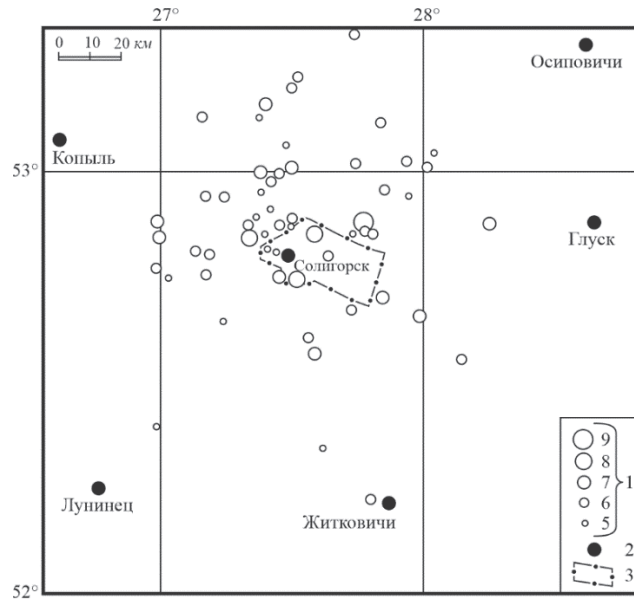 27° 28°
0 10 20 км
Осиповичи
Копыль
53°
Глуск
Солигорск
9
8
7 1
6
5
Лунинец
Житковичи
2
3
52°